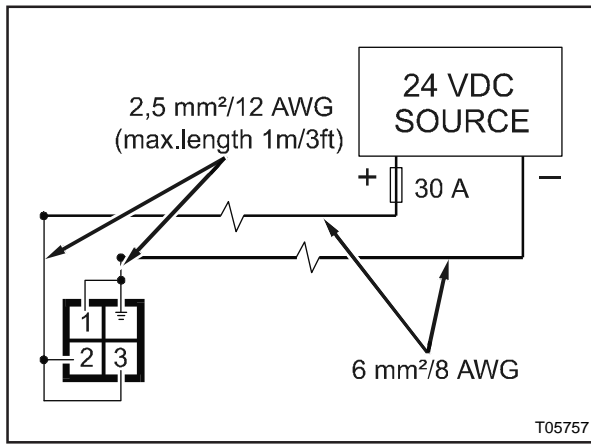 24 VDC
SOURCE
2,5 mm²/12 AWG
(max.length 1m/3ft)
+
30 A
−
1
2
3
6 mm²/8 AWG
T05757